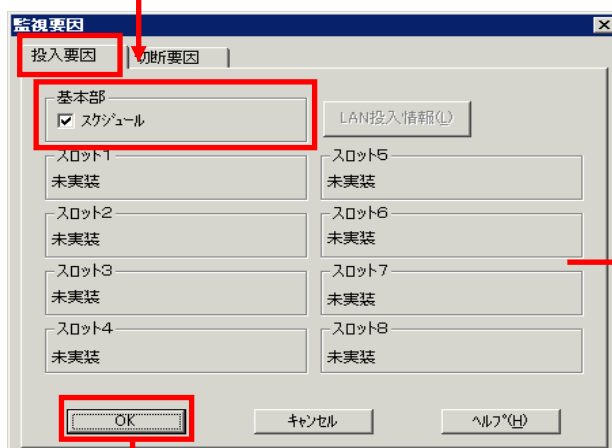 監視要因
投入要因 切断要因
基本部
スケジュール
LAN投入情報(L)
スロット1
未実装
スロット5
未実装
スロット2
未実装
スロット6
未実装
スロット3
未実装
スロット7
未実装
スロット4
未実装
スロット8
未実装
OK
キャンセル
ヘルプ(H)